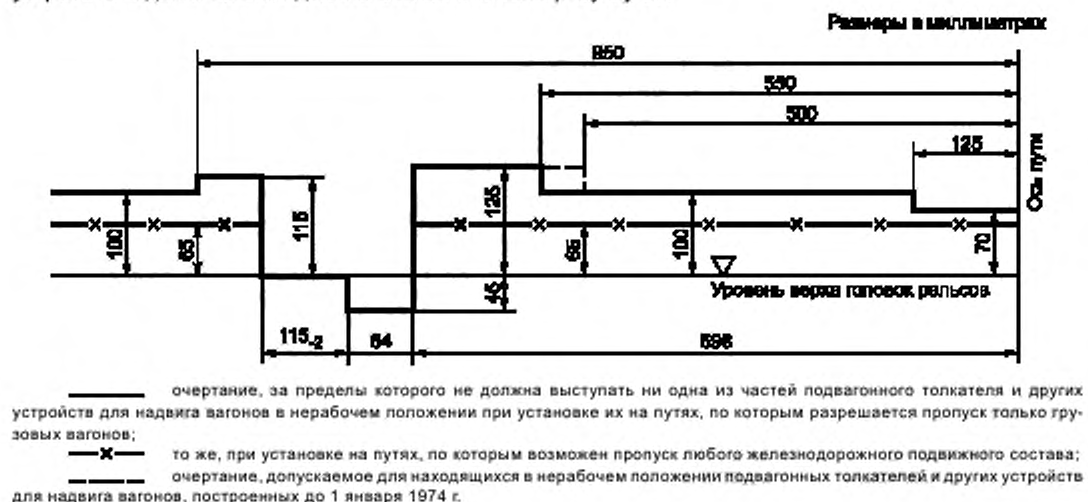 Размеры в миллиметрах
950
550
500
125
Ось пути
100
65
115
125
45
65
100
70
Уровень верха головок рельсов
115-2
64
696
очертание, за пределы которого не должна выступать ни одна из частей подвагонного толкателя и других
устройств для надвига вагонов в нерабочем положении при установке их на путях, по которым разрешается пропуск только гру-
зовых вагонов;
то же, при установке на путях, по которым возможен пропуск любого железнодорожного подвижного состава;
очертание, допускаемое для находящихся в нерабочем положении подвагонных толкателей и других устройств
для надвига вагонов, построенных до 1 января 1974 г.